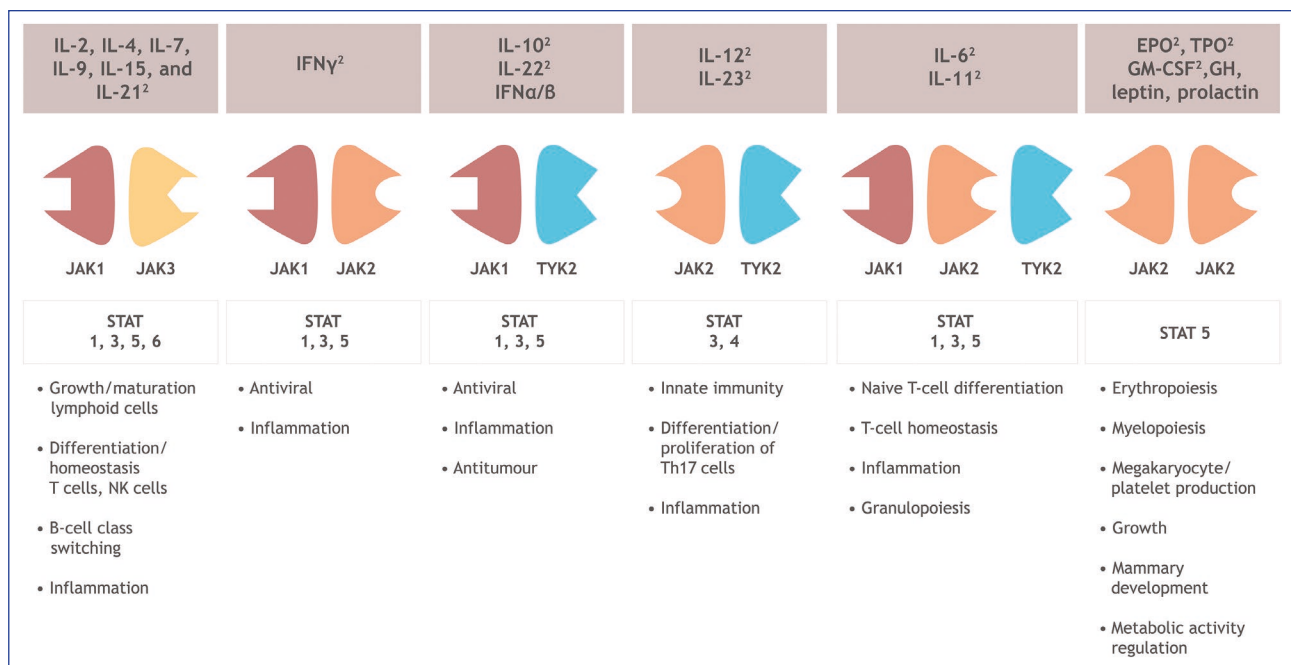 IL-2, IL-4, IL-7,
IL-9, IL-15, and
IL-21²
IFNγ²
IL-10²
IL-22²
IFNα/ß
IL-12²
IL-23²
IL-6²
IL-11²
EPO², TPO²
GM-CSF²,GH,
leptin, prolactin
JAK1 JAK3
JAK1 JAK2
JAK1 TYK2
JAK2 TYK2
JAK1 JAK2 TYK2
JAK2 JAK2
STAT
1, 3, 5, 6
STAT
1, 3, 5
STAT
1, 3, 5
STAT
3, 4
STAT
1, 3, 5
STAT 5
• Growth/maturation
lymphoid cells
• Differentiation/
homeostasis
T cells, NK cells
• B-cell class
switching
• Inflammation
• Antiviral
• Inflammation
• Antiviral
• Inflammation
• Antitumour
• Innate immunity
• Differentiation/
proliferation of
Th17 cells
• Inflammation
• Naive T-cell differentiation
• T-cell homeostasis
• Inflammation
• Granulopoiesis
• Erythropoiesis
• Myelopoiesis
• Megakaryocyte/
platelet production
• Growth
• Mammary
development
• Metabolic activity
regulation